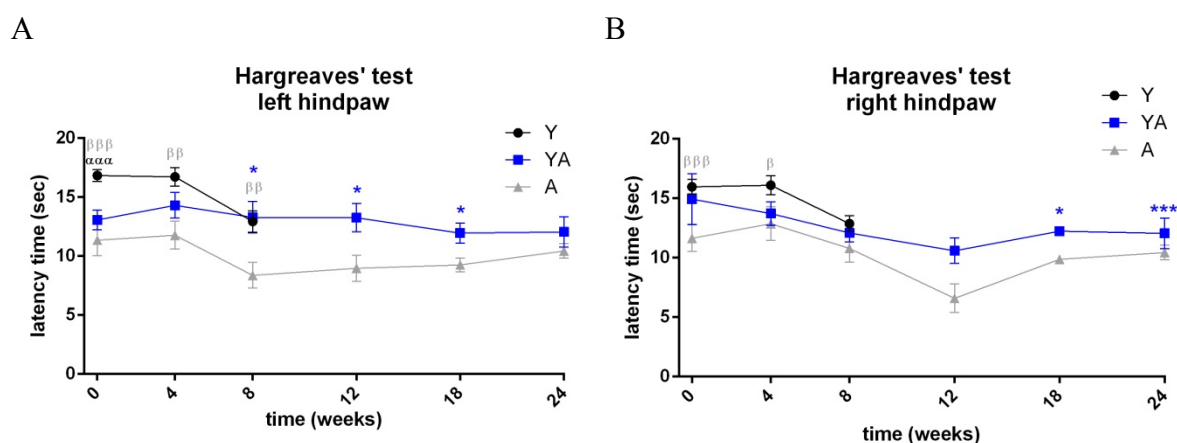 A
B
Hargreaves' test
left hindpaw
Y
YA
A
20
15
10
5
0
latency time (sec)
βββ
ααα
ββ
*
ββ
*
*
0
4
8
12
18
24
time (weeks)
Hargreaves' test
right hindpaw
Y
YA
A
20
15
10
5
0
latency time (sec)
βββ
β
*
***
0
4
8
12
18
24
time (weeks)